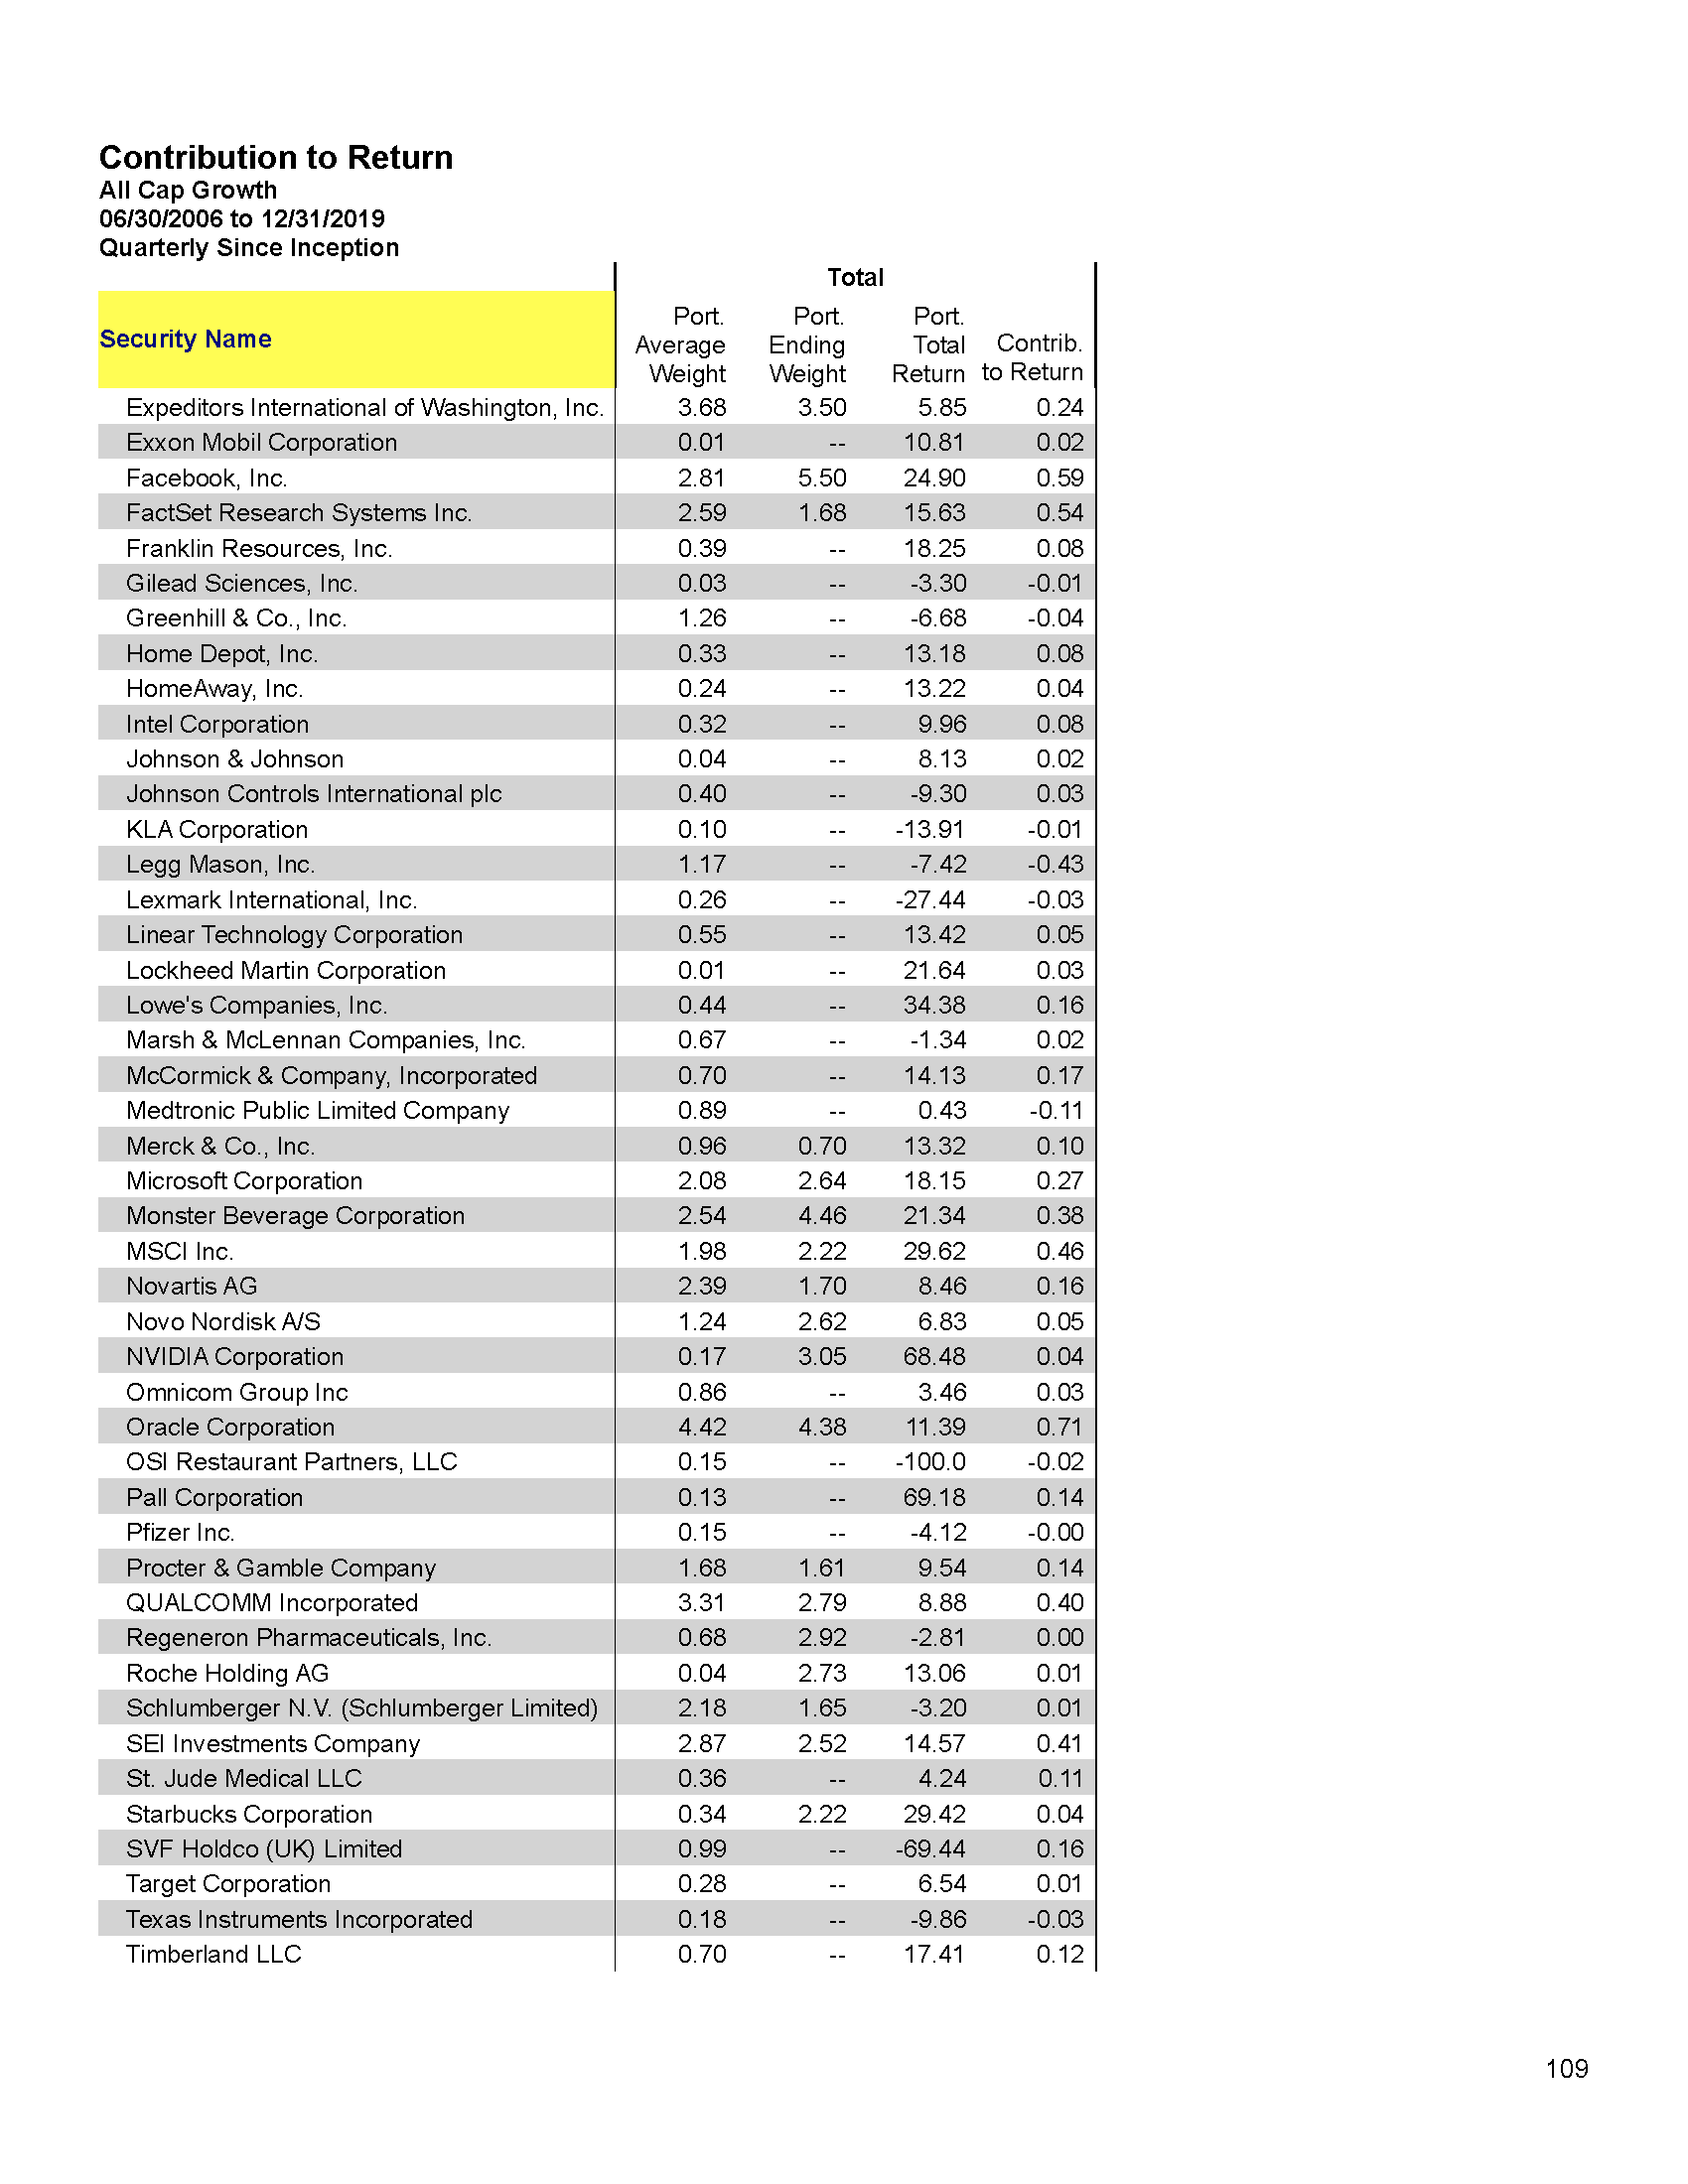 Contribution to Return
All Cap Growth
06/30/2006 to 12/31/2019
Quarterly Since Inception
Total
Security Name Port. Average Weight Port. Ending Weight Port. Total Return Contrib. to Return
Expeditors International of Washington, Inc. 3.68 3.50 5.85 0.24
Exxon Mobil Corporation 0.01 -- 10.81 0.02
Facebook, Inc. 2.81 5.50 24.90 0.59
FactSet Research Systems Inc. 2.59 1.68 15.63 0.54
Franklin Resources, Inc. 0.39 -- 18.25 0.08
Gilead Sciences, Inc. 0.03 -- -3.30 -0.01
Greenhill & Co., Inc. 1.26 -- -6.68 -0.04
Home Depot, Inc. 0.33 -- 13.18 0.08
HomeAway, Inc. 0.24 -- 13.22 0.04
Intel Corporation 0.32 -- 9.96 0.08
Johnson & Johnson 0.04 -- 8.13 0.02
Johnson Controls International plc 0.40 -- -9.30 0.03
KLA Corporation 0.10 -- -13.91 -0.01
Legg Mason, Inc. 1.17 -- -7.42 -0.43
Lexmark International, Inc. 0.26 -- -27.44 -0.03
Linear Technology Corporation 0.55 -- 13.42 0.05
Lockheed Martin Corporation 0.01 -- 21.64 0.03
Lowe's Companies, Inc. 0.44 -- 34.38 0.16
Marsh & McLennan Companies, Inc. 0.67 -- -1.34 0.02
McCormick & Company, Incorporated 0.70 -- 14.13 0.17
Medtronic Public Limited Company 0.89 -- 0.43 -0.11
Merck & Co., Inc. 0.96 0.70 13.32 0.10
Microsoft Corporation 2.08 2.64 18.15 0.27
Monster Beverage Corporation 2.54 4.46 21.34 0.38
MSCI Inc. 1.98 2.22 29.62 0.46
Novartis AG 2.39 1.70 8.46 0.16
Novo Nordisk A/S 1.24 2.62 6.83 0.05
NVIDIA Corporation 0.17 3.05 68.48 0.04
Omnicom Group Inc 0.86 -- 3.46 0.03
Oracle Corporation 4.42 4.38 11.39 0.71
OSI Restaurant Partners, LLC 0.15 -- -100.0 -0.02
Pall Corporation 0.13 -- 69.18 0.14
Pfizer Inc. 0.15 -- -4.12 -0.00
Procter & Gamble Company 1.68 1.61 9.54 0.14
QUALCOMM Incorporated 3.31 2.79 8.88 0.40
Regeneron Pharmaceuticals, Inc. 0.68 2.92 -2.81 0.00
Roche Holding AG 0.04 2.73 13.06 0.01
Schlumberger N.V. (Schlumberger Limited) 2.18 1.65 -3.20 0.01
SEI Investments Company 2.87 2.52 14.57 0.41
St. Jude Medical LLC 0.36 -- 4.24 0.11
Starbucks Corporation 0.34 2.22 29.42 0.04
SVF Holdco (UK) Limited 0.99 -- -69.44 0.16
Target Corporation 0.28 -- 6.54 0.01
Texas Instruments Incorporated 0.18 -- -9.86 -0.03
Timberland LLC 0.70 -- 17.41 0.12
109